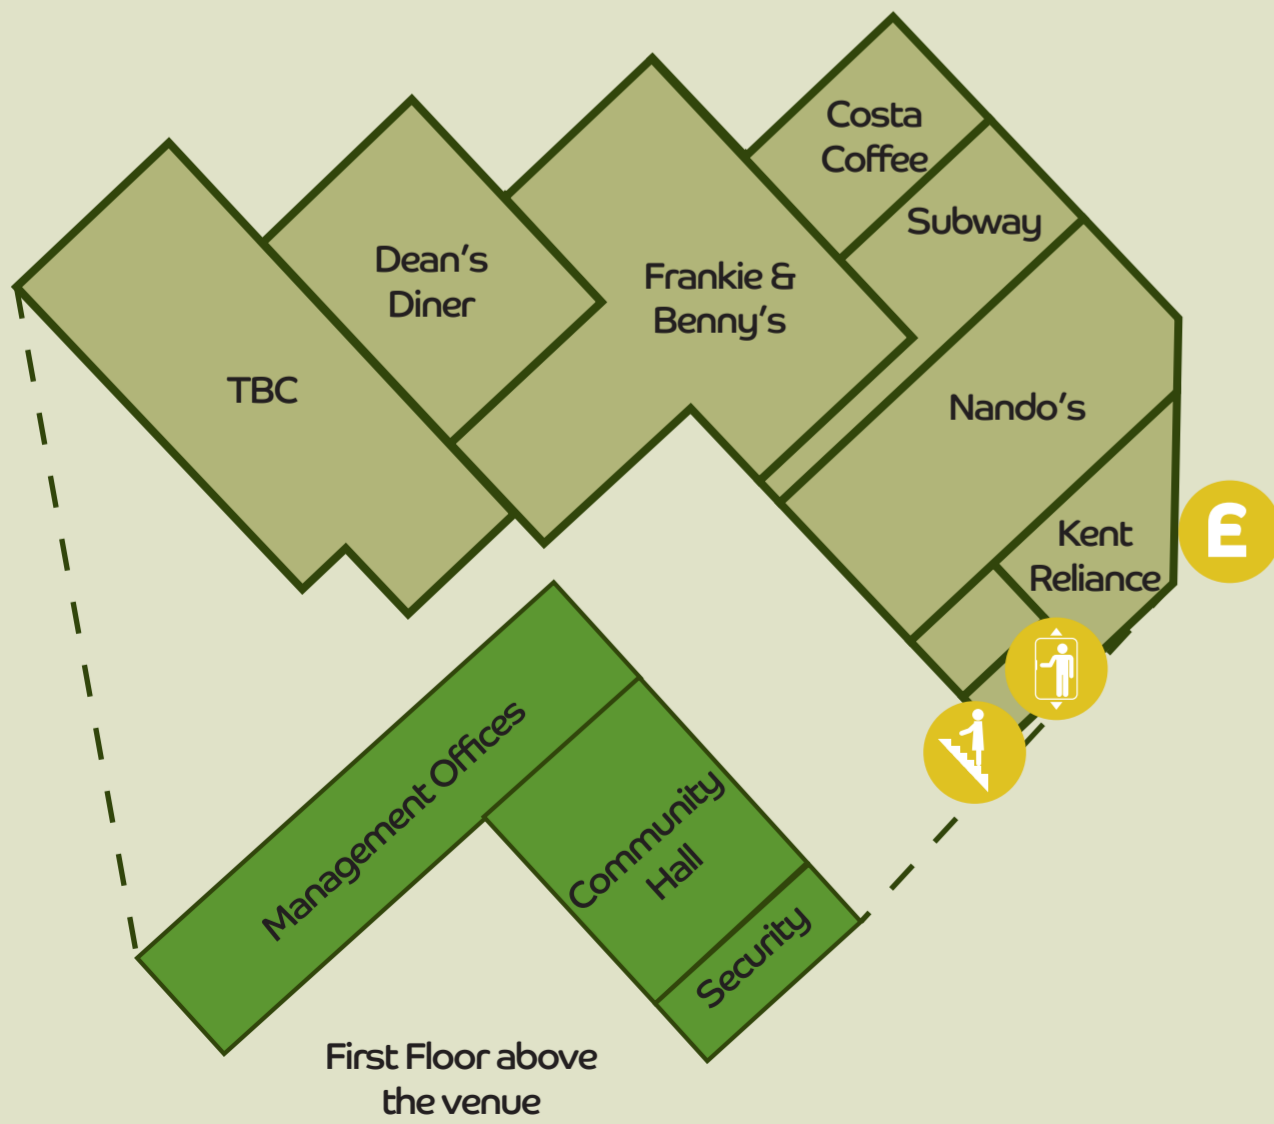 Costa
Coffee
Subway
Dean's
Diner
Frankie &
Benny's
TBC
Nando's
Kent
Reliance
£
Management Offices
Community
Hall
Security
First Floor above
the venue